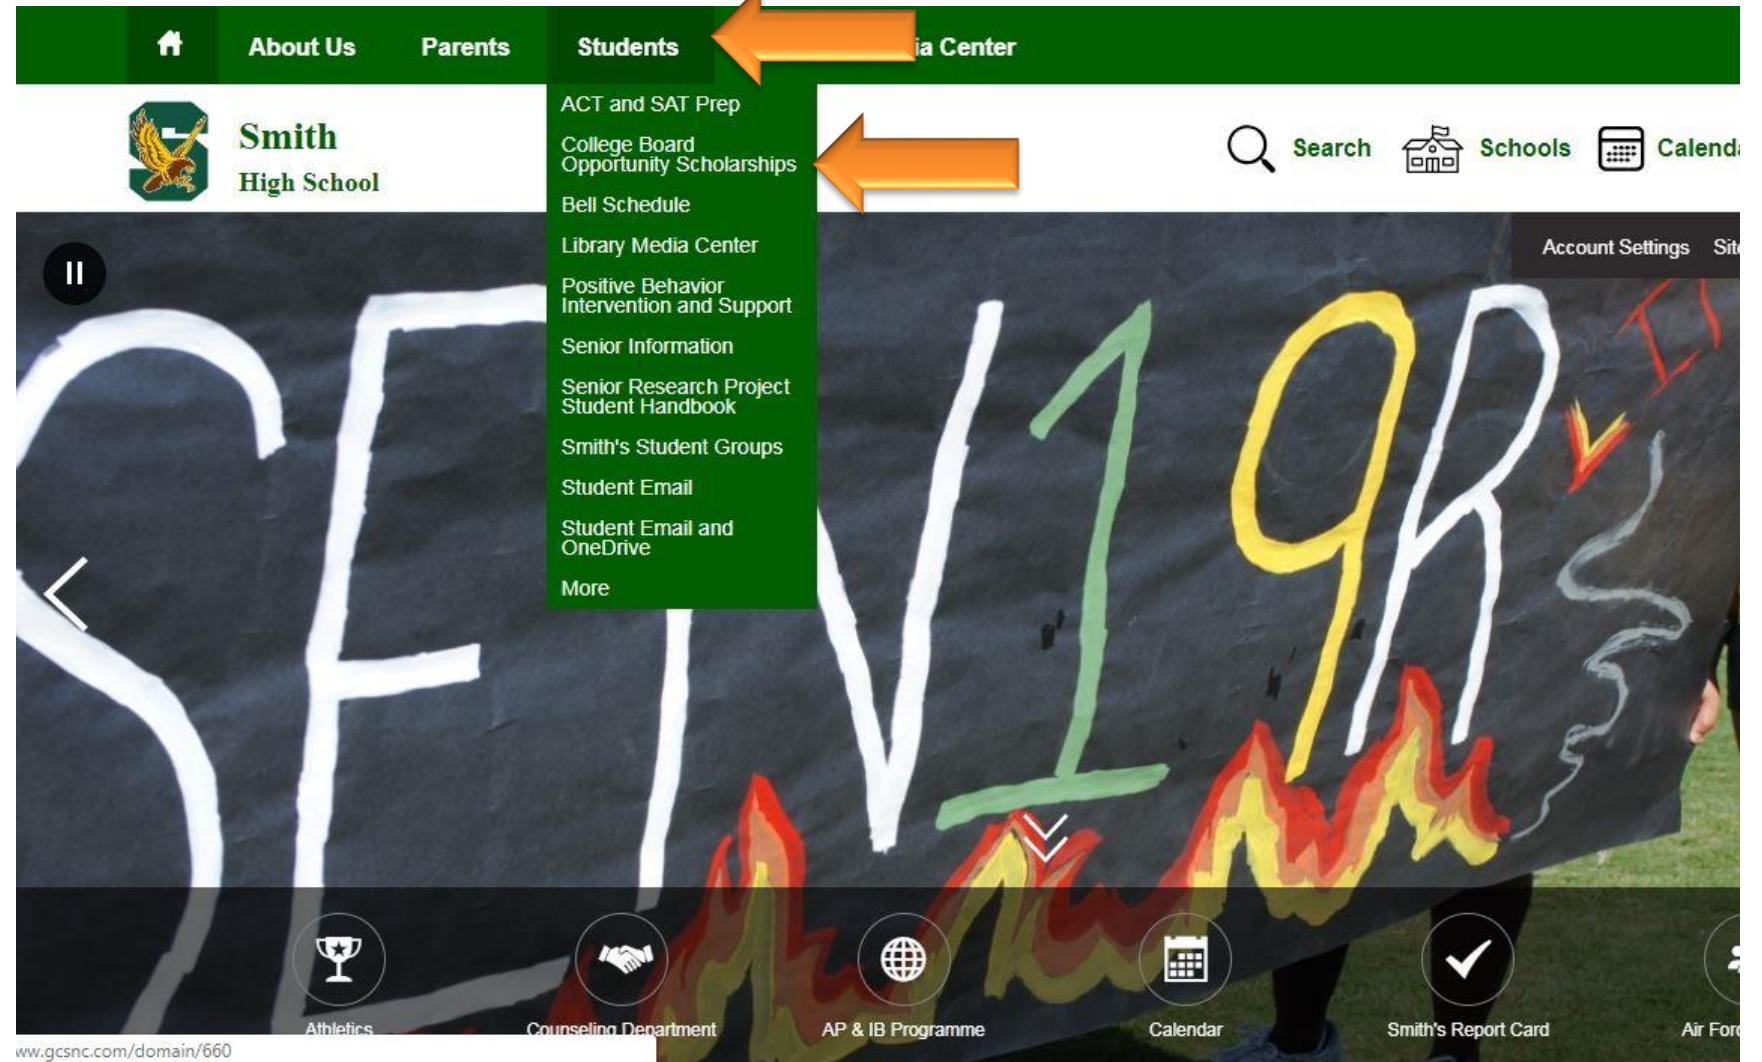 About Us Parents Students ia Center
ACT and SAT Prep
College Board
Opportunity Scholarships
Bell Schedule
Library Media Center
Positive Behavior
Intervention and Support
Senior Information
Senior Research Project
Student Handbook
Smith's Student Groups
Student Email
Student Email and
OneDrive
More
S
Smith
High School
Search Schools Calenda
Account Settings Site
SEN19R
Athletics Counseling Department AP & IB Programme Calendar Smith's Report Card Air Forc
ww.gcsnc.com/domain/660